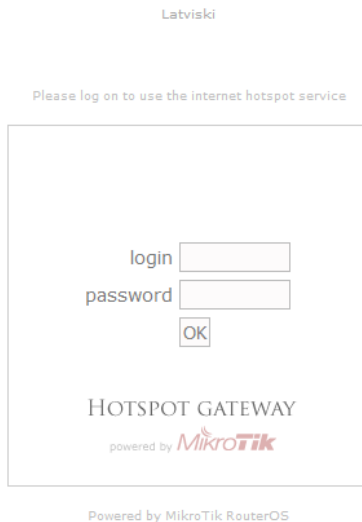 Latviski
Please log on to use the internet hotspot service
login
password
OK
HOTSPOT GATEWAY
powered by MikroTik
Powered by MikroTik RouterOS